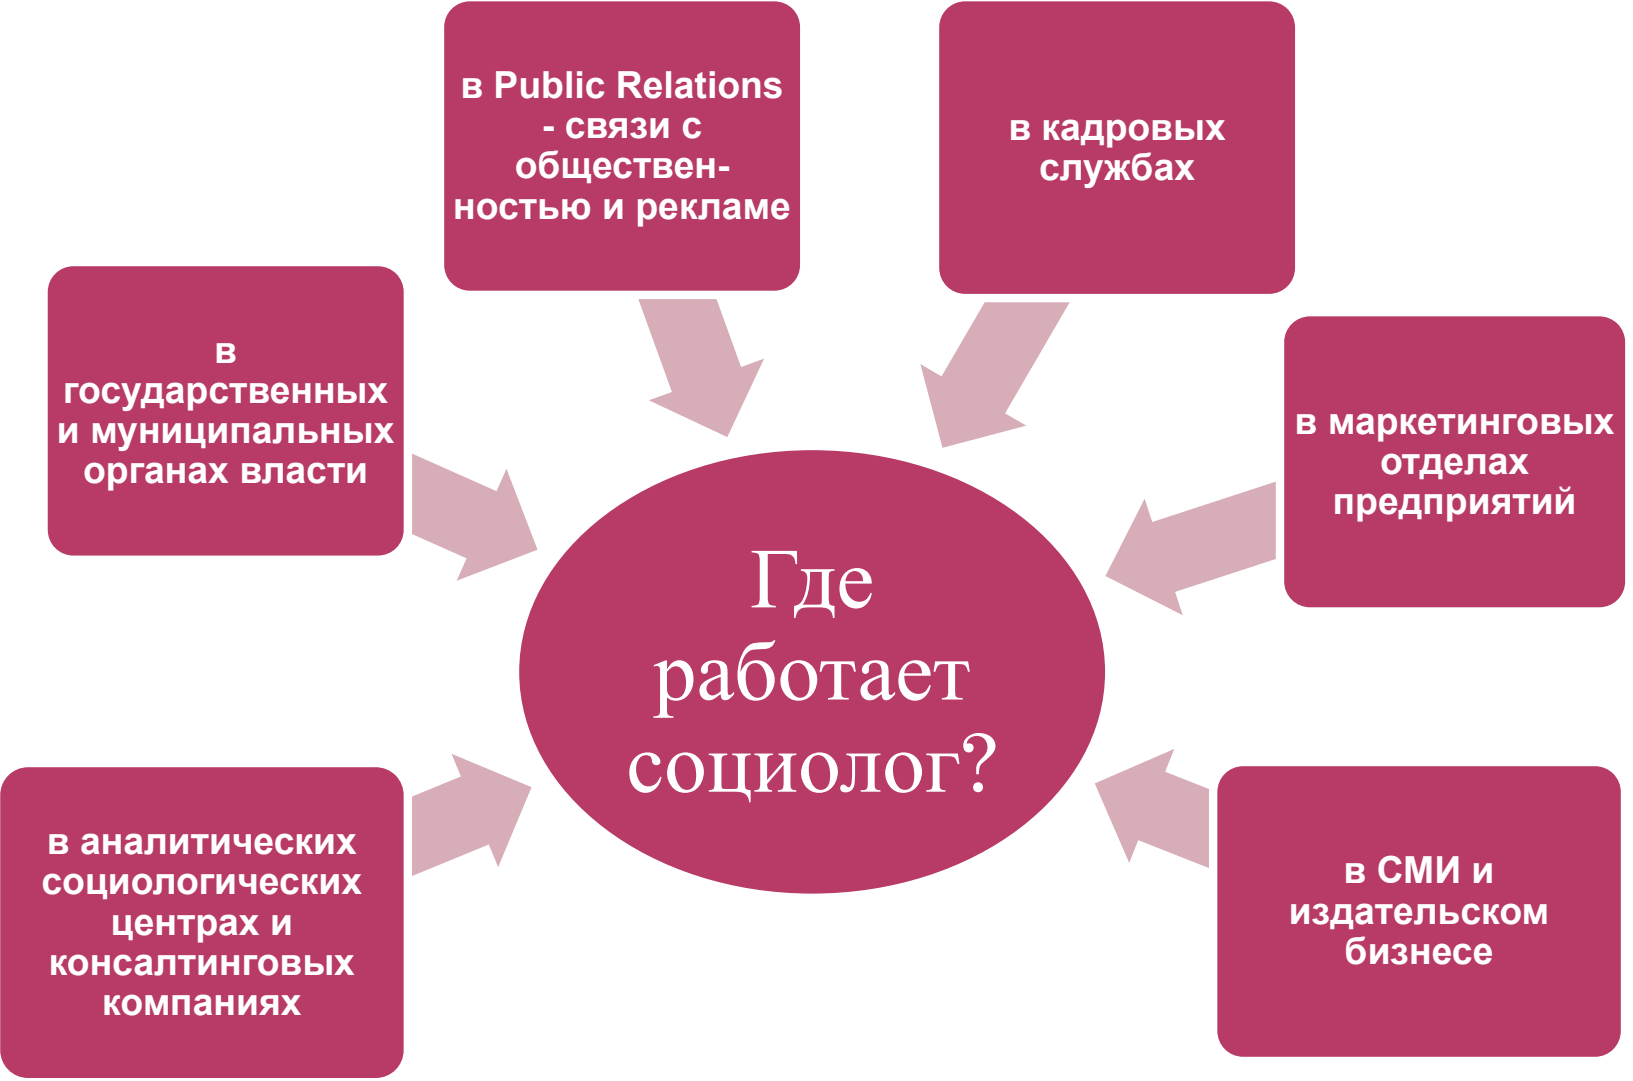 в Public Relations
- связи с
обществен-
ностью и рекламе
в кадровых
службах
в
государственных
и муниципальных
органах власти
в маркетинговых
отделах
предприятий
Где
работает
социолог?
в аналитических
социологических
центрах и
консалтинговых
компаниях
в СМИ и
издательском
бизнесе